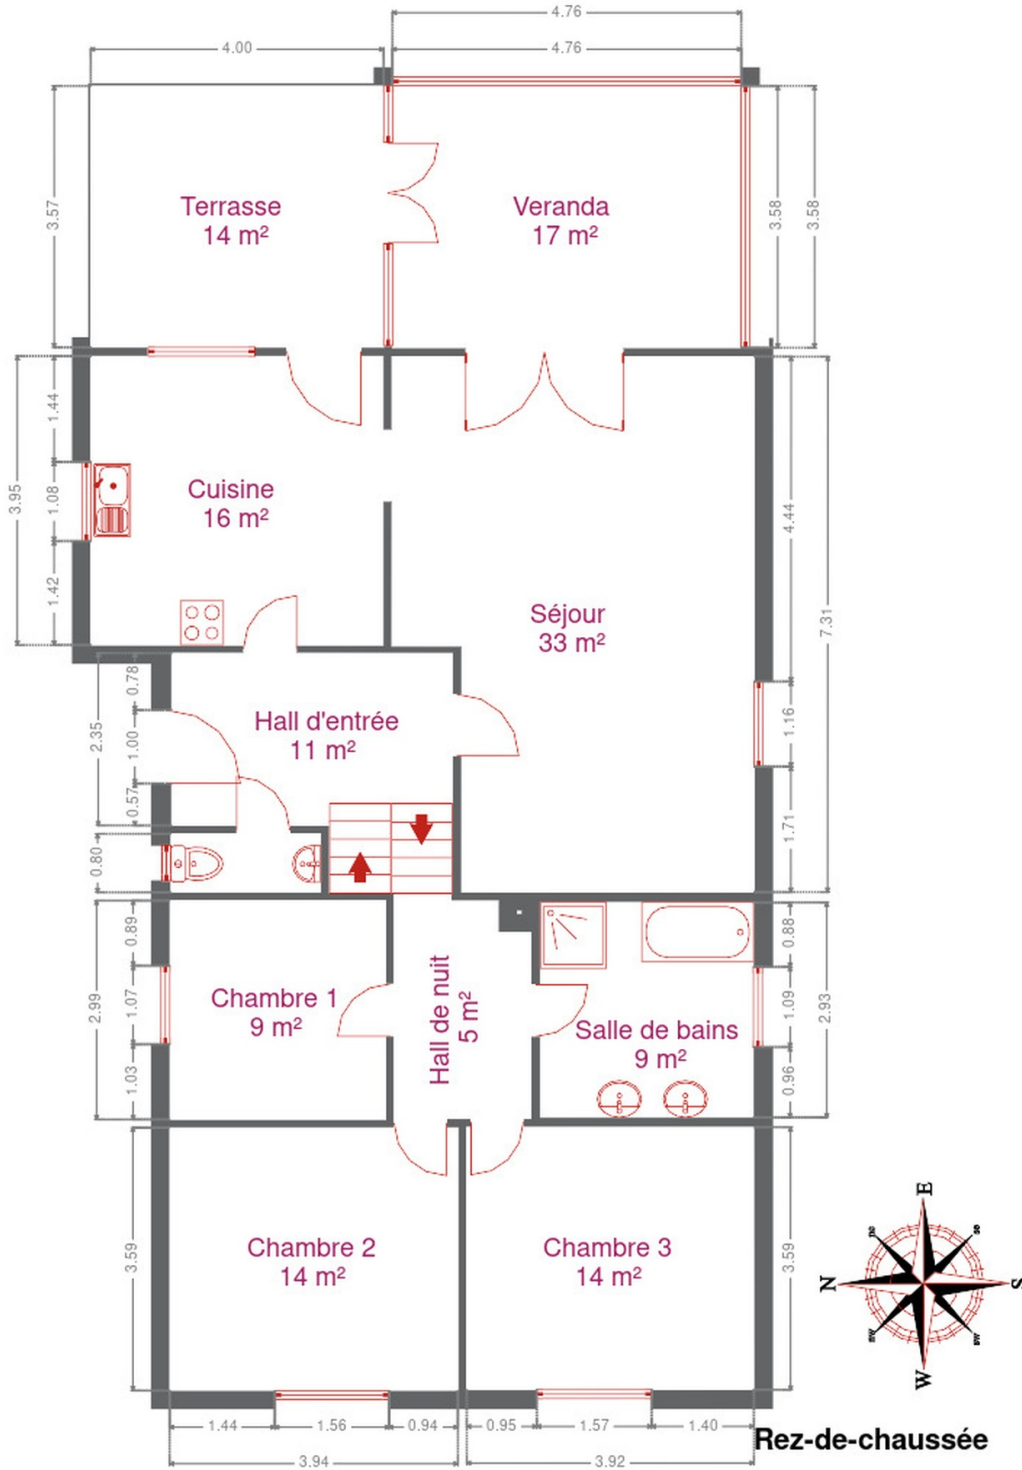 4.76
4.00
4.76
3.57
Terrasse
14 m²
Veranda
17 m²
3.58
3.58
3.95
1.44
1.08
1.42
Cuisine
16 m²
4.44
7.31
Séjour
33 m²
2.35
0.78
1.00
0.57
Hall d'entrée
11 m²
1.16
1.71
0.80
2.99
0.89
1.07
1.03
Chambre 1
9 m²
Hall de nuit
5 m²
Salle de bains
9 m²
0.88
1.09
0.96
2.93
3.59
Chambre 2
14 m²
Chambre 3
14 m²
3.59
E
se
N
S
sw
W
1.44
1.56
0.94
0.95
1.57
1.40
3.94
3.92
Rez-de-chaussée